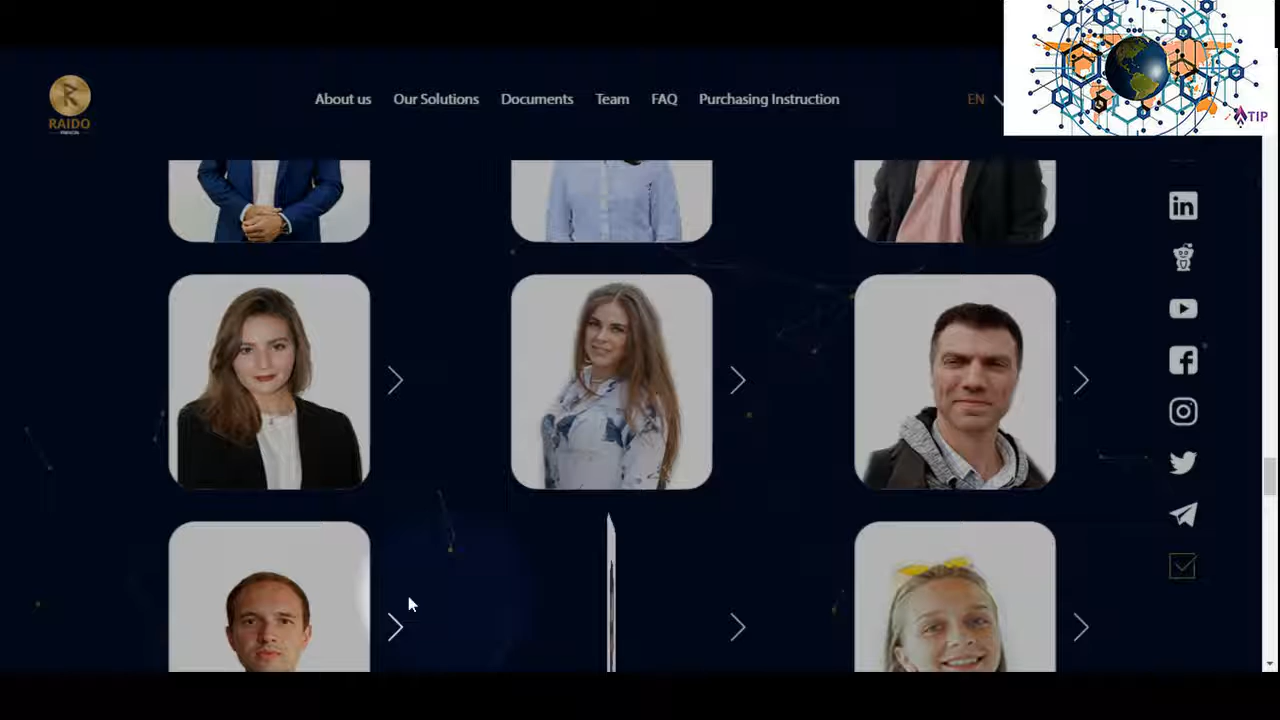 About us
Our Solutions
Documents
Team
FAQ
Purchasing Instruction
EN
RAIDO
TIP